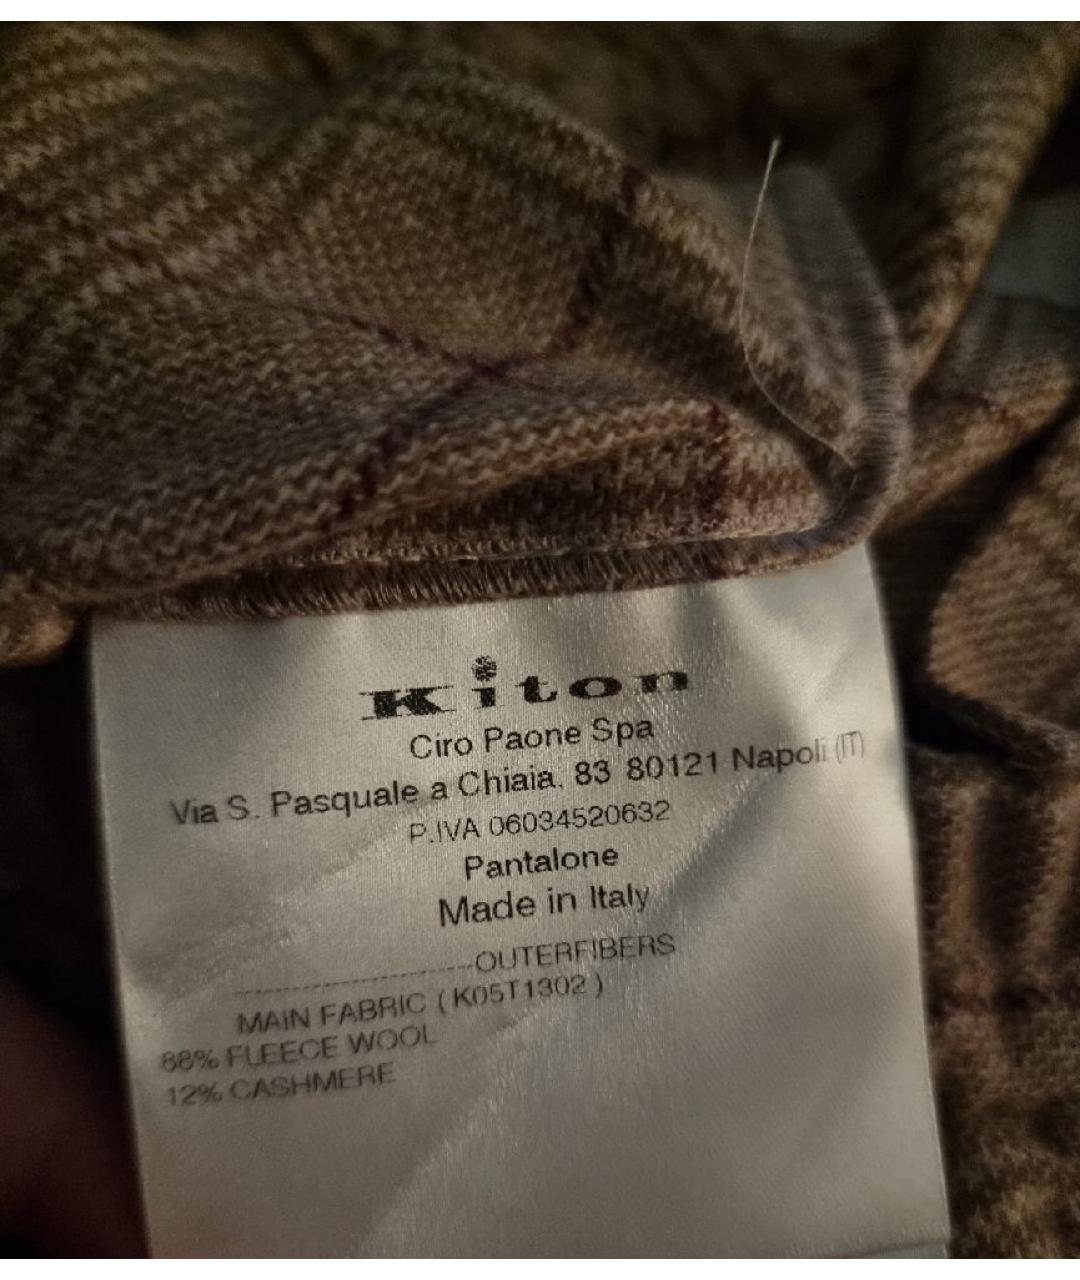 Kiton
Ciro Paone Spa
Via S. Pasquale a Chiaia, 83 80121 Napoli (IT)
P.IVA 06034520632
Pantalone
Made in Italy
------------------------OUTERFIBERS
MAIN FABRIC ( K05T1302 )
88% FLEECE WOOL
12% CASHMERE